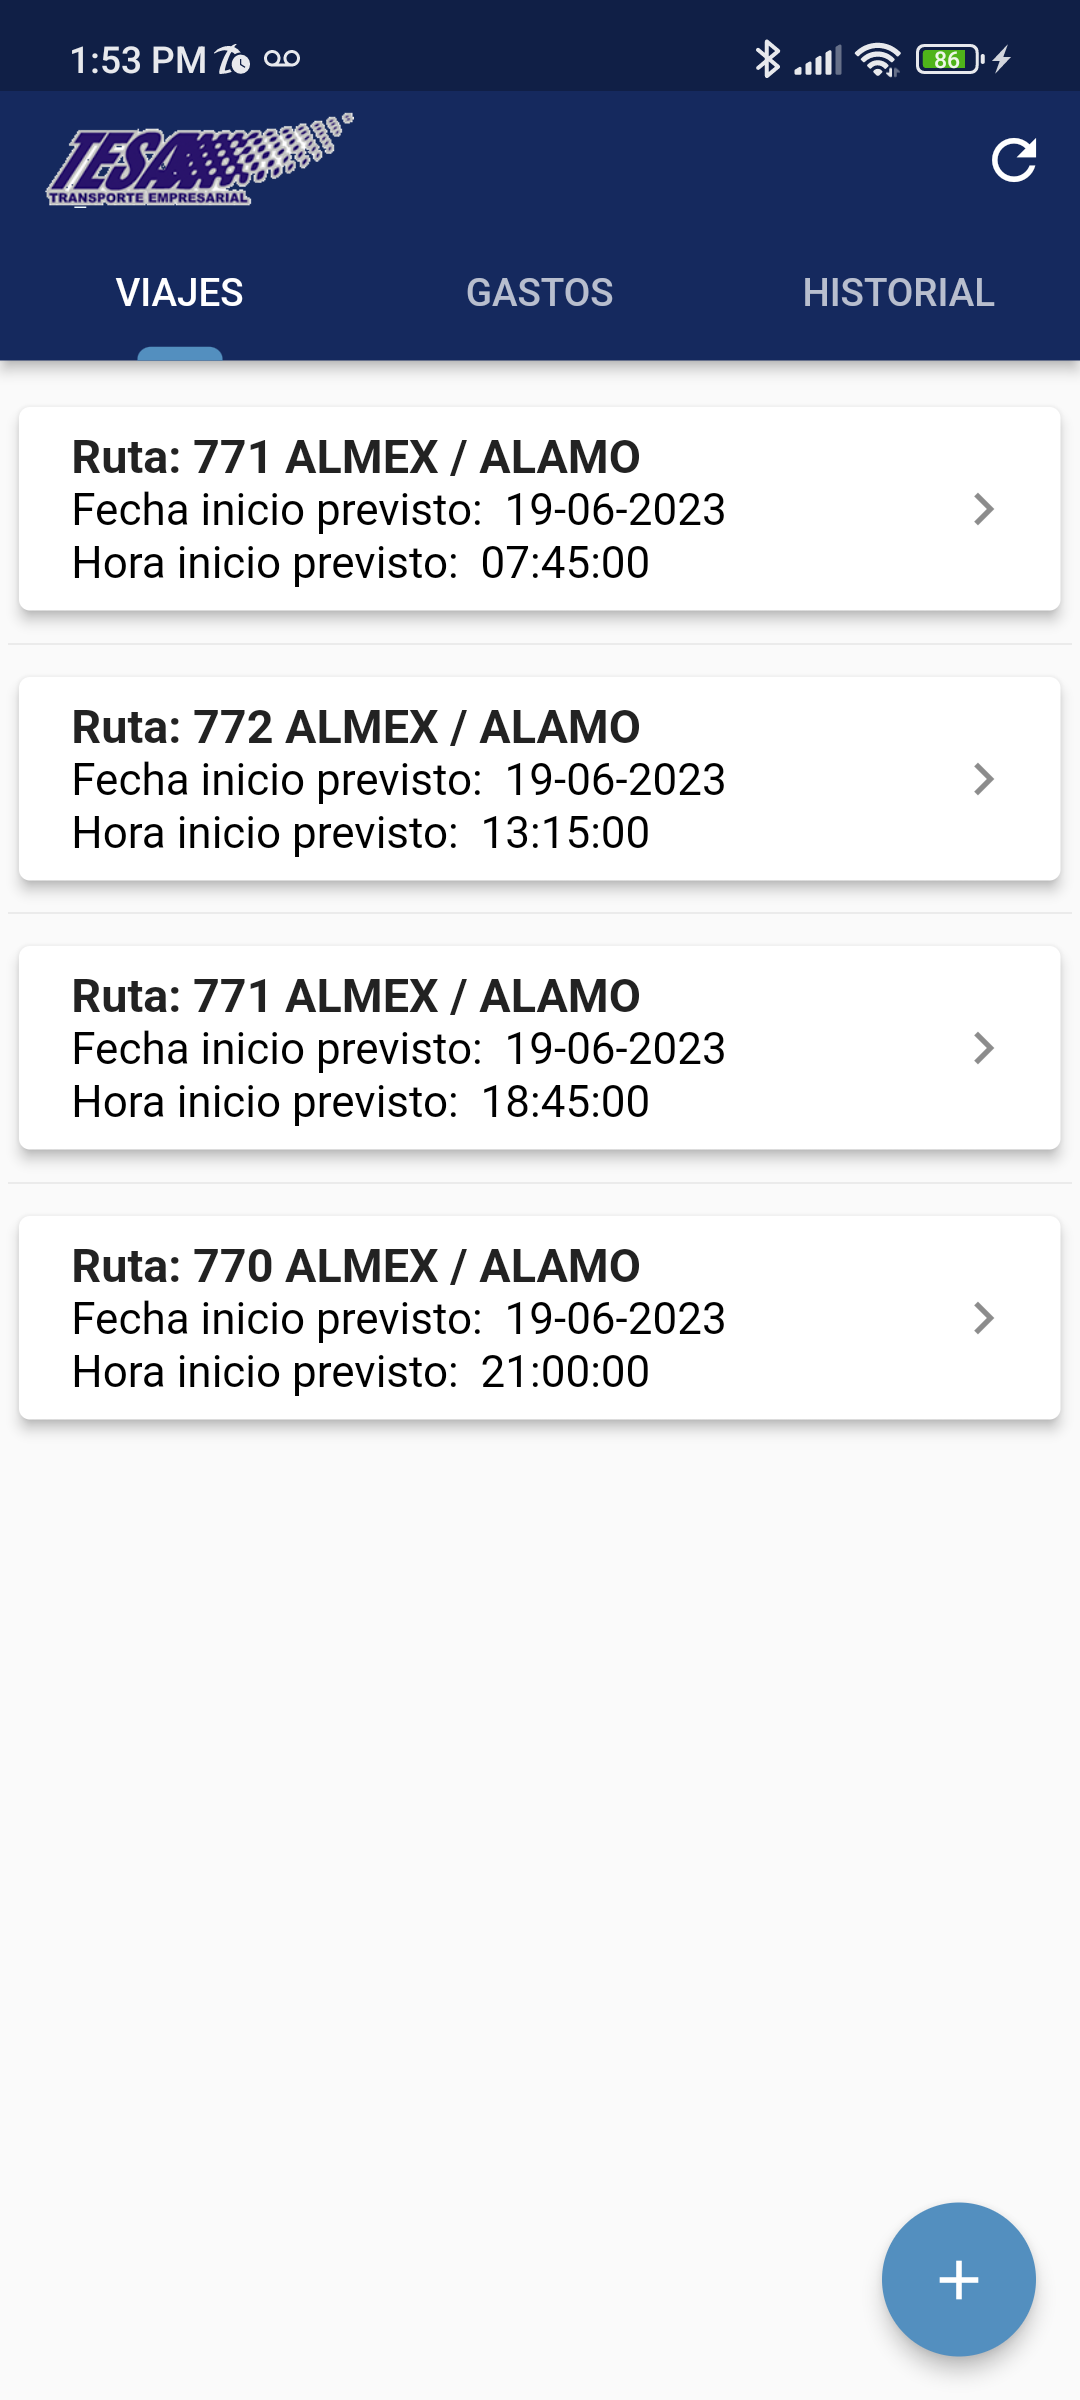 1:53 PM
86
TESA
TRANSPORTE EMPRESARIAL
VIAJES
GASTOS
HISTORIAL
Ruta: 771 ALMEX / ALAMO
Fecha inicio previsto: 19-06-2023
Hora inicio previsto: 07:45:00
Ruta: 772 ALMEX / ALAMO
Fecha inicio previsto: 19-06-2023
Hora inicio previsto: 13:15:00
Ruta: 771 ALMEX / ALAMO
Fecha inicio previsto: 19-06-2023
Hora inicio previsto: 18:45:00
Ruta: 770 ALMEX / ALAMO
Fecha inicio previsto: 19-06-2023
Hora inicio previsto: 21:00:00